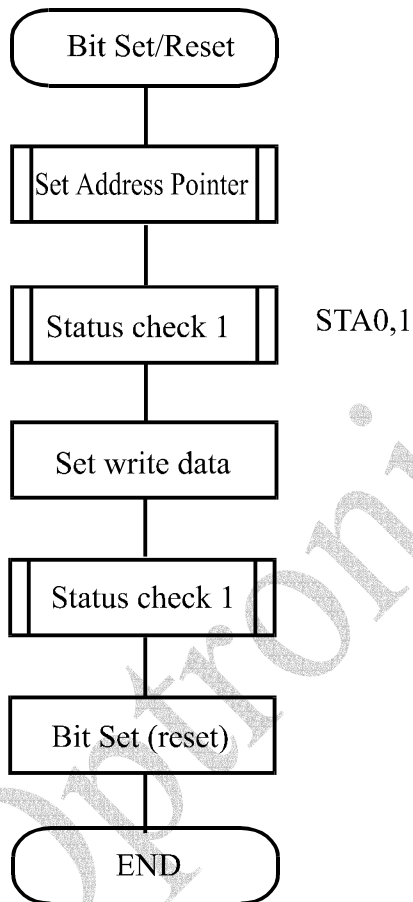 Bit Set/Reset
Set Address Pointer
Status check 1
STA0,1
Set write data
Status check 1
Bit Set (reset)
END